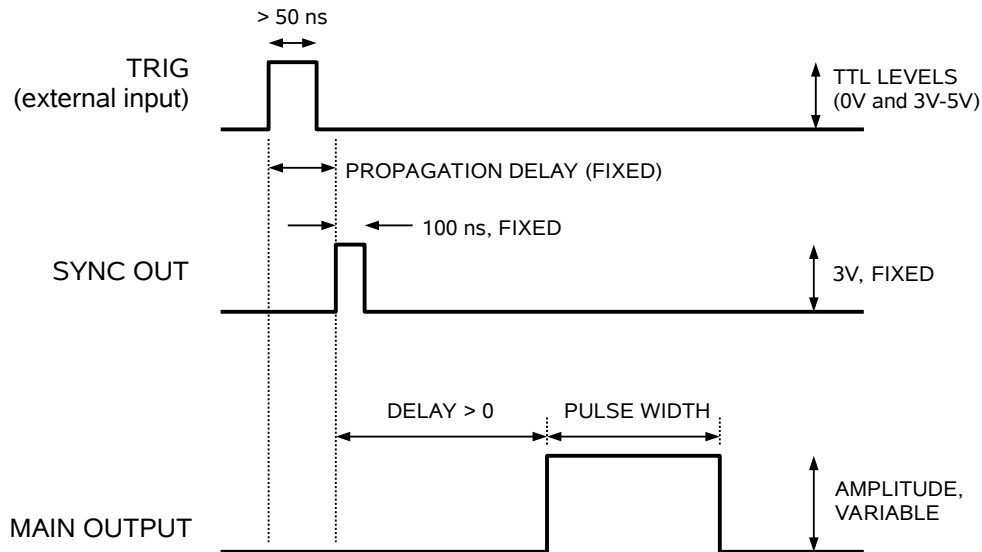 > 50 ns
TRIG
(external input)
TTL LEVELS
(0V and 3V-5V)
PROPAGATION DELAY (FIXED)
100 ns, FIXED
SYNC OUT
3V, FIXED
DELAY > 0
PULSE WIDTH
AMPLITUDE,
VARIABLE
MAIN OUTPUT